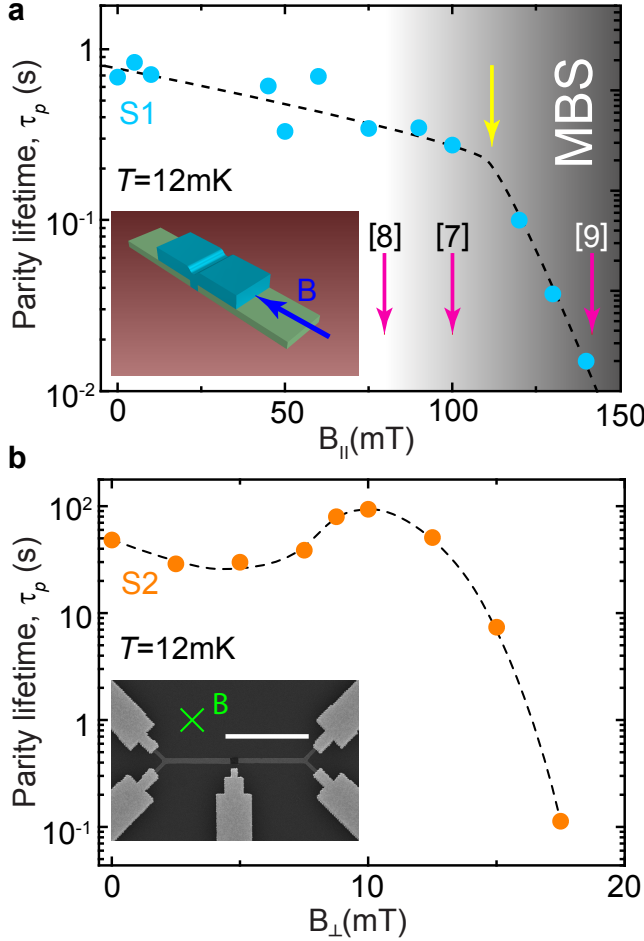 a
1
10⁻¹
10⁻²
Parity lifetime, τₚ (s)
S1
T=12mK
B
[8]
[7]
[9]
MBS
0
50
100
150
B||(mT)
b
10²
10
1
10⁻¹
Parity lifetime, τₚ (s)
S2
T=12mK
B
0
10
20
B⊥(mT)